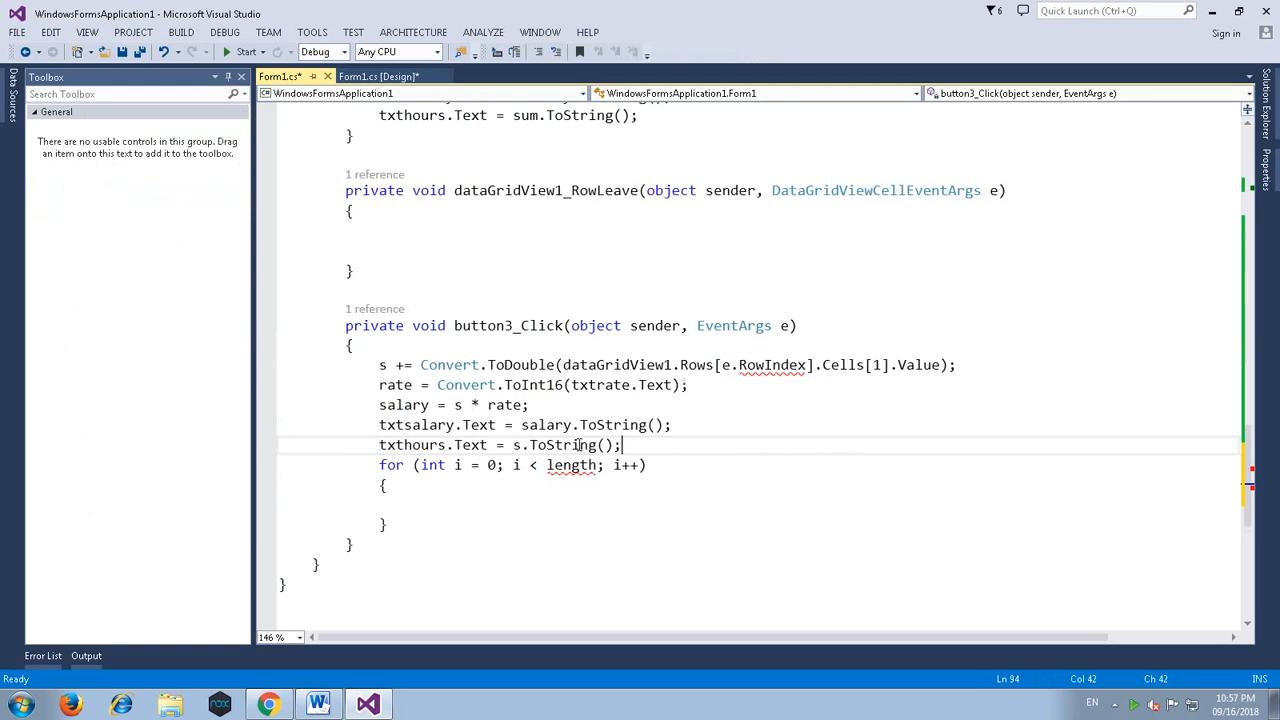 WindowsFormsApplication1 - Microsoft Visual Studio
6
Quick Launch (Ctrl+Q)
FILE EDIT VIEW PROJECT BUILD DEBUG TEAM TOOLS TEST ARCHITECTURE ANALYZE WINDOW HELP
Sign in
Start Debug Any CPU
Data Sources
Toolbox
Search Toolbox
General
There are no usable controls in this group. Drag
an item onto this text to add it to the toolbox.
Form1.cs* Form1.cs [Design]*
WindowsFormsApplication1 WindowsFormsApplication1.Form1 button3_Click(object sender, EventArgs e)
txthours.Text = sum.ToString();
}
1 reference
private void dataGridView1_RowLeave(object sender, DataGridViewCellEventArgs e)
{
}
1 reference
private void button3_Click(object sender, EventArgs e)
{
s += Convert.ToDouble(dataGridView1.Rows[e.RowIndex].Cells[1].Value);
rate = Convert.ToInt16(txtrate.Text);
salary = s * rate;
txtsalary.Text = salary.ToString();
txthours.Text = s.ToString();
for (int i = 0; i < length; i++)
{
}
}
}
}
146 %
Solution Explorer
Properties
Error List Output
Ready Ln 94 Col 42 Ch 42 INS
EN
10:57 PM
09/16/2018